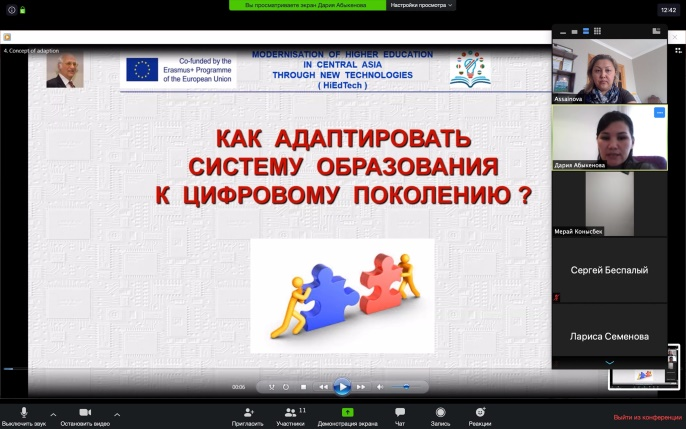 Вы просматриваете экран Дария Абыкенова
Настройки просмотра
12:42
4. Concept of adaption
Co-funded by the
Erasmus+ Programme
of the European Union
MODERNISATION OF HIGHER EDUCATION
IN CENTRAL ASIA
THROUGH NEW TECHNOLOGIES
( HiEdTech )
КАК АДАПТИРОВАТЬ
СИСТЕМУ ОБРАЗОВАНИЯ
К ЦИФРОВОМУ ПОКОЛЕНИЮ ?
Assainova
Дария Абыкенова
Мерай Конысбек
Сергей Беспалый
Лариса Семенова
00:06
11
Выключить звук
Остановить видео
Пригласить
Участники
Демонстрация экрана
Чат
Запись
Реакции
Выйти из конференции